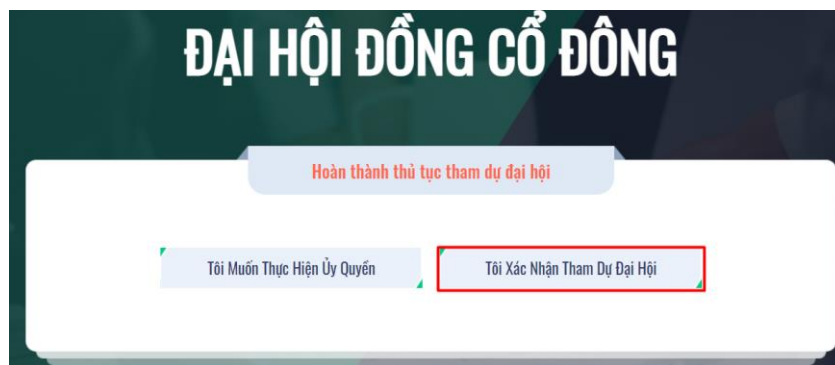 ĐẠI HỘI ĐỒNG CỔ ĐÔNG
Hoàn thành thủ tục tham dự đại hội
Tôi Muốn Thực Hiện Ủy Quyền
Tôi Xác Nhận Tham Dự Đại Hội